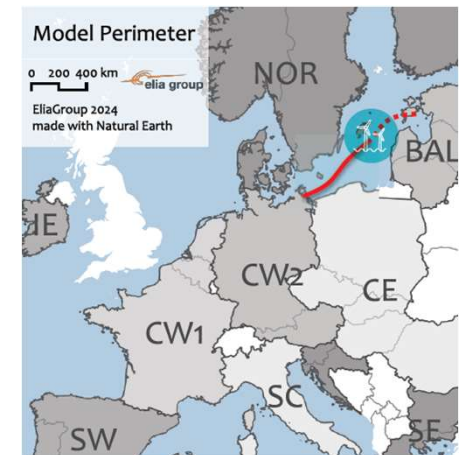 Model Perimeter
0 200 400 km
elia group
EliaGroup 2024
made with Natural Earth
NOR
BAL
IE
CW2
CE
CW1
SC
SW
SE